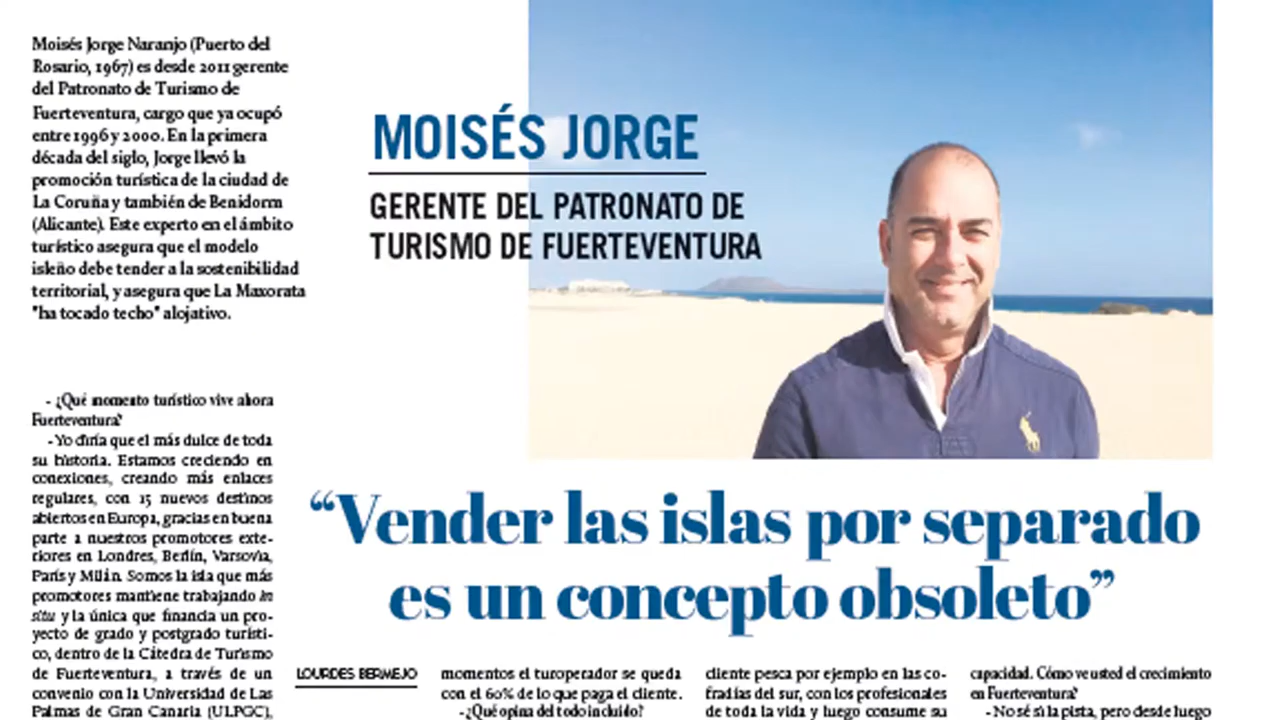 Moisés Jorge Naranjo (Puerto del
Rosario, 1967) es desde 2011 gerente
del Patronato de Turismo de
Fuerteventura, cargo que ya ocupó
entre 1996 y 2000. En la primera
década del siglo, Jorge llevó la
promoción turística de la ciudad de
La Coruña y también de Benidorm
(Alicante). Este experto en el ámbito
turístico asegura que el modelo
isleño debe tender a la sostenibilidad
territorial, y asegura que La Maxorata
"ha tocado techo" alojativo.
MOISÉS JORGE
GERENTE DEL PATRONATO DE
TURISMO DE FUERTEVENTURA
“Vender las islas por separado
es un concepto obsoleto”
- ¿Qué momento turístico vive ahora
Fuerteventura?
- Yo diría que el más dulce de toda
su historia. Estamos creciendo en
conexiones, creando más enlaces
regulares, con 15 nuevos destinos
abiertos en Europa, gracias en buena
parte a nuestros promotores exte-
riores en Londres, Berlín, Varsovia,
París y Milán. Somos la isla que más
promotores mantiene trabajando in
situ y la única que financia un pro-
yecto de grado y postgrado turísti-
co, dentro de la Cátedra de Turismo
de Fuerteventura, a través de un
convenio con la Universidad de Las
Palmas de Gran Canaria (ULPGC),
LOURDES BERMEJO
momentos el turoperador se queda
con el 60% de lo que paga el cliente.
- ¿Qué opina del todo incluido?
cliente pesca por ejemplo en las co-
fradías del sur, con los profesionales
de toda la vida y luego consume su
capacidad. Cómo ve usted el crecimiento
en Fuerteventura?
- No sé si la pista, pero desde luego